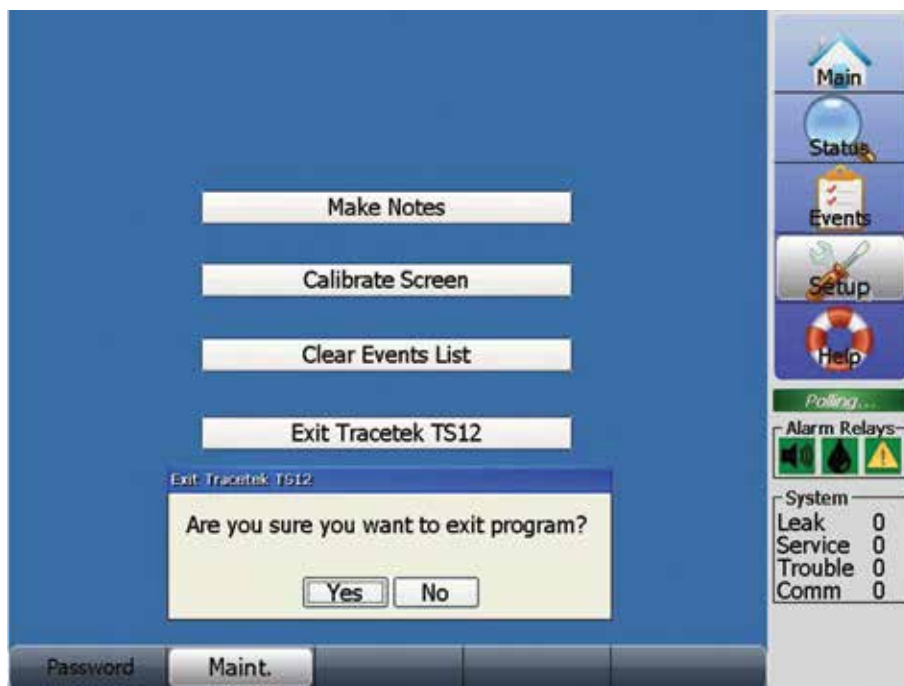 Make Notes
Calibrate Screen
Clear Events List
Exit Tracetek TS12
Exit Tracetek TS12
Are you sure you want to exit program?
Yes
No
Password
Maint.
Main
Status
Events
Setup
Help
Polling...
Alarm Relays
System
Leak 0
Service 0
Trouble 0
Comm 0